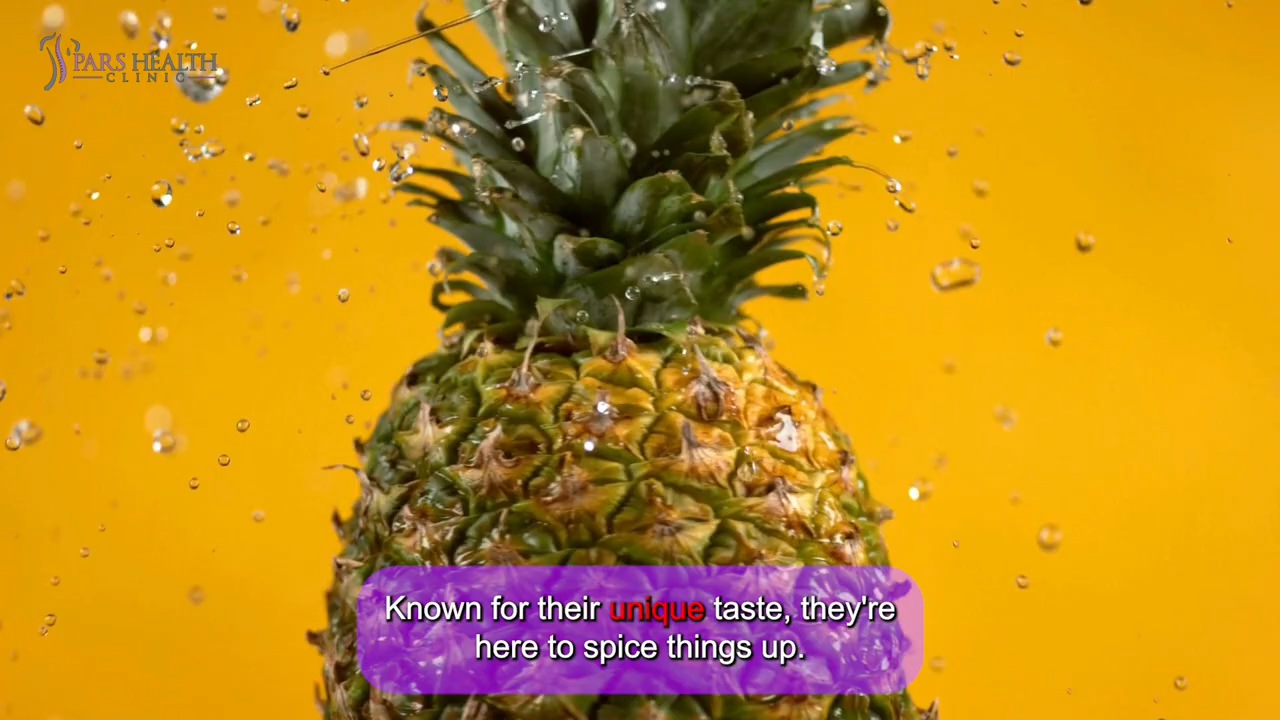 PARS HEALTH
CLINIC
Known for their unique taste, they're
here to spice things up.